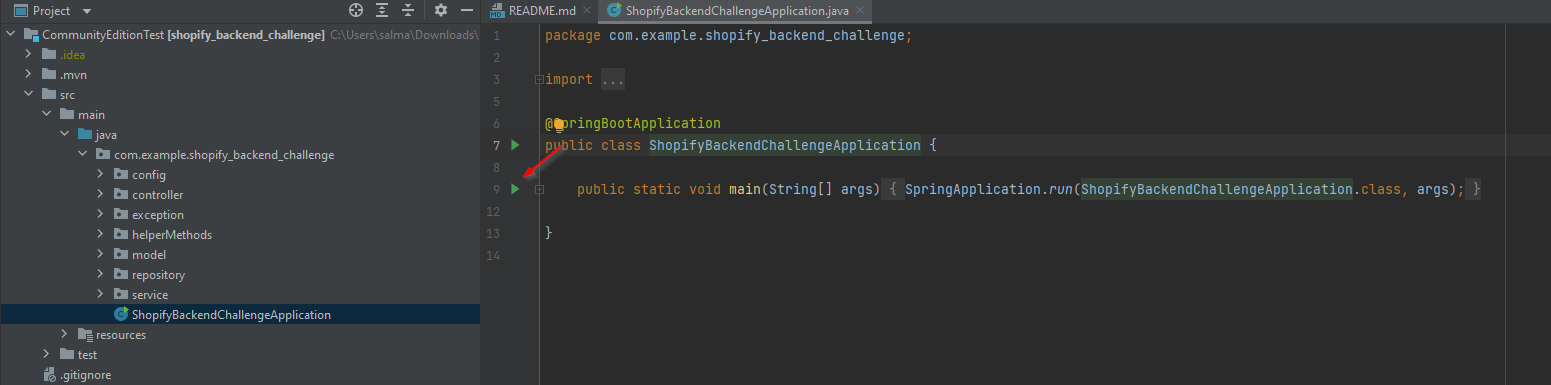 Project
README.md
ShopifyBackendChallengeApplication.java
CommunityEditionTest [shopify_backend_challenge] C:\Users\salma\Downloads\
.idea
.mvn
src
main
java
com.example.shopify_backend_challenge
config
controller
exception
helperMethods
model
repository
service
ShopifyBackendChallengeApplication
resources
test
.gitignore
1 package com.example.shopify_backend_challenge;
2
3 import ...
5
6 @SpringBootApplication
7 public class ShopifyBackendChallengeApplication {
8
9 public static void main(String[] args) { SpringApplication.run(ShopifyBackendChallengeApplication.class, args); }
12
13 }
14